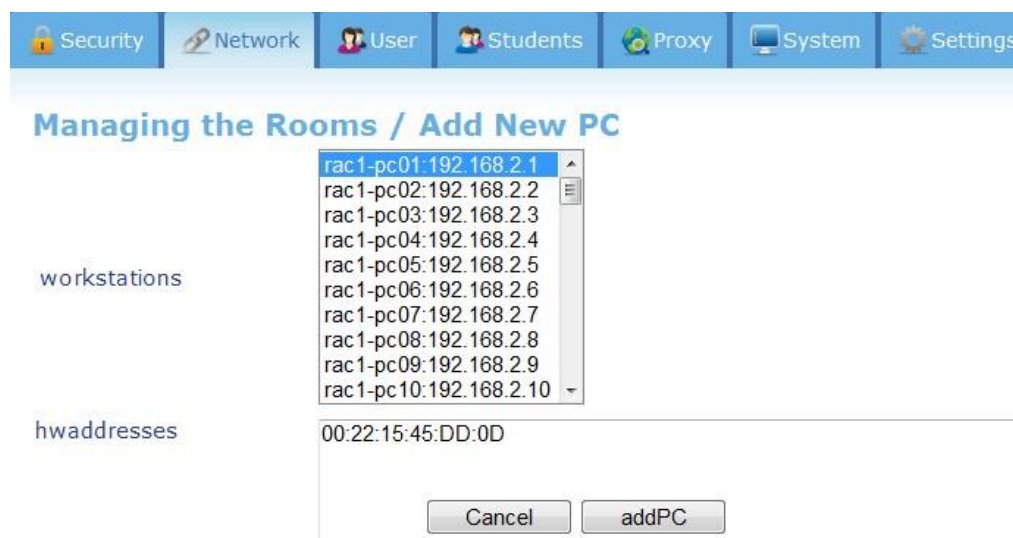 Security Network User Students Proxy System Settings
Managing the Rooms / Add New PC
rac1-pc01:192.168.2.1
rac1-pc02:192.168.2.2
rac1-pc03:192.168.2.3
rac1-pc04:192.168.2.4
workstations
rac1-pc05:192.168.2.5
rac1-pc06:192.168.2.6
rac1-pc07:192.168.2.7
rac1-pc08:192.168.2.8
rac1-pc09:192.168.2.9
rac1-pc10:192.168.2.10
hwaddresses
00:22:15:45:DD:0D
Cancel addPC